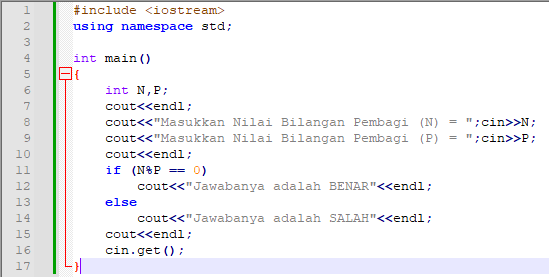 1 #include <iostream>
2 using namespace std;
3
4 int main()
5 {
6 int N,P;
7 cout<<endl;
8 cout<<"Masukkan Nilai Bilangan Pembagi (N) = ";cin>>N;
9 cout<<"Masukkan Nilai Bilangan Pembagi (P) = ";cin>>P;
10 cout<<endl;
11 if (N%P == 0)
12 cout<<"Jawabanya adalah BENAR"<<endl;
13 else
14 cout<<"Jawabanya adalah SALAH"<<endl;
15 cout<<endl;
16 cin.get();
17 }